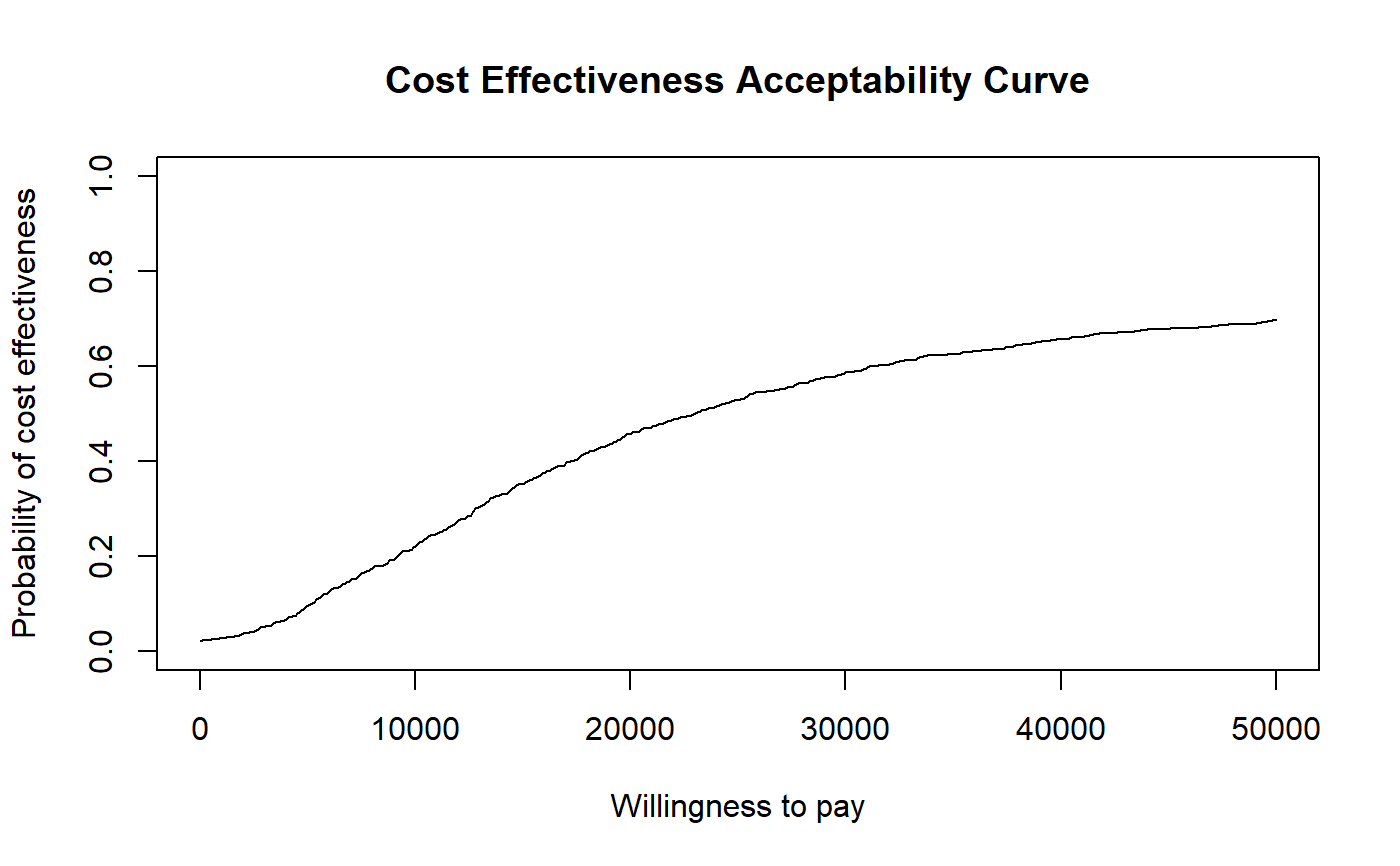 Cost Effectiveness Acceptability Curve
Probability of cost effectiveness
1.0
0.8
0.6
0.4
0.2
0.0
0 10000 20000 30000 40000 50000
Willingness to pay